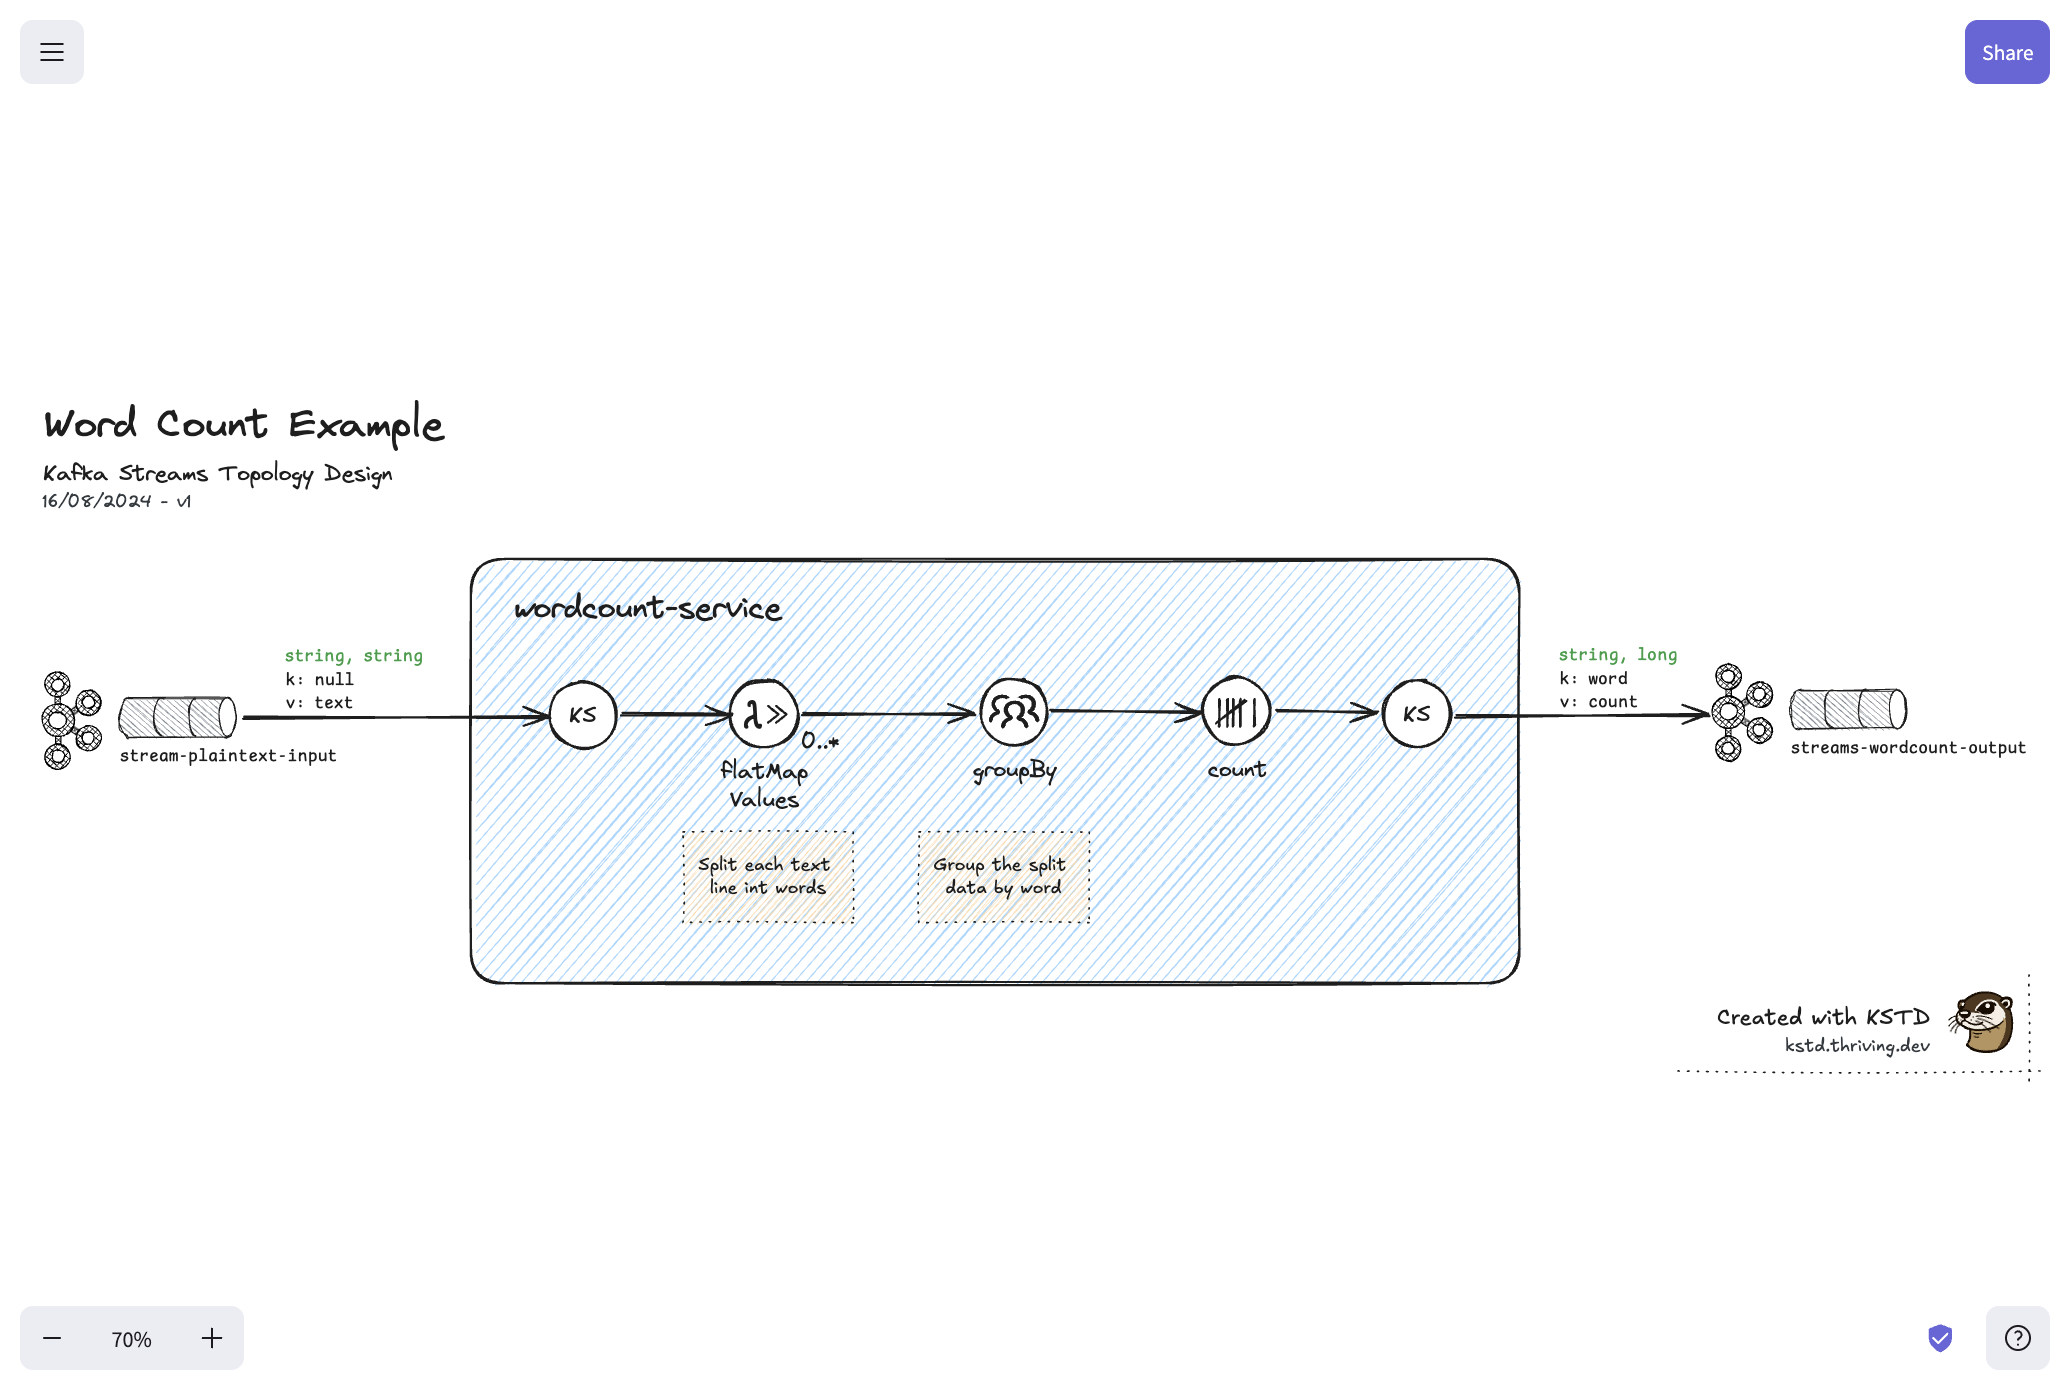 Share
Word Count Example
Kafka Streams Topology Design
16/08/2024 - v1
wordcount-service
string, string
k: null
v: text
stream-plaintext-input
KS
λ
0..*
flatMap
Values
groupBy
count
KS
Split each text
line int words
Group the split
data by word
string, long
k: word
v: count
streams-wordcount-output
Created with KSTD
kstd.thriving.dev
70%